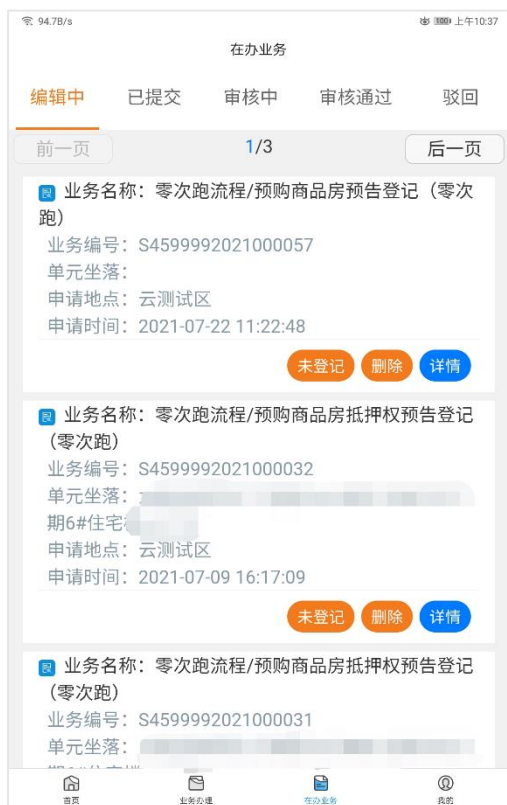 94.7B/s 100 上午10:37
在办业务
编辑中 已提交 审核中 审核通过 驳回
前一页 1/3 后一页
业务名称：零次跑流程/预购商品房预告登记（零次
跑）
业务编号：S4599992021000057
单元坐落：
申请地点：云测试区
申请时间：2021-07-22 11:22:48
未登记 删除 详情
业务名称：零次跑流程/预购商品房抵押权预告登记
（零次跑）
业务编号：S4599992021000032
单元坐落：
期6#住宅
申请地点：云测试区
申请时间：2021-07-09 16:17:09
未登记 删除 详情
业务名称：零次跑流程/预购商品房抵押权预告登记
（零次跑）
业务编号：S4599992021000031
单元坐落：
首页 业务办理 在办业务 我的